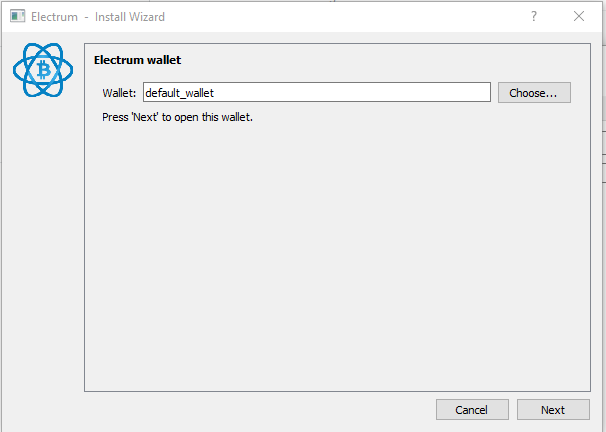 Electrum - Install Wizard
?
Electrum wallet
Wallet: default_wallet Choose...
Press 'Next' to open this wallet.
Cancel Next